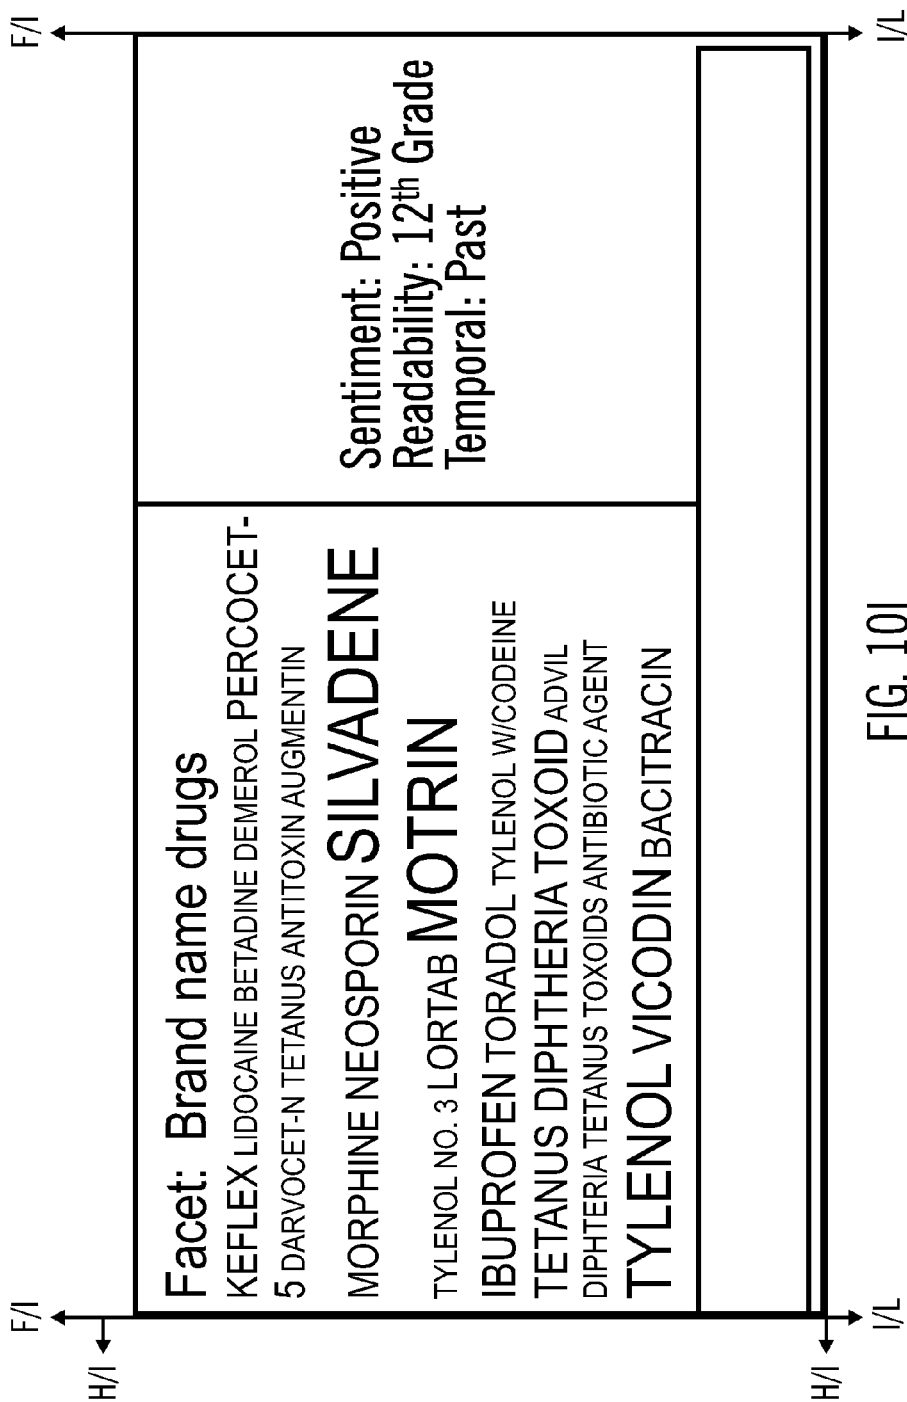 F/I
F/I
H/I
Facet: Brand name drugs
KEFLEX LIDOCAINE BETADINE DEMEROL PERCOCET-
5 DARVOCET-N TETANUS ANTITOXIN AUGMENTIN
MORPHINE NEOSPORIN SILVADENE
TYLENOL NO. 3 LORTAB MOTRIN
IBUPROFEN TORADOL TYLENOL W/CODEINE
TETANUS DIPHTHERIA TOXOID ADVIL
DIPHTERIA TETANUS TOXOIDS ANTIBIOTIC AGENT
TYLENOL VICODIN BACITRACIN
Sentiment: Positive
Readability: 12th Grade
Temporal: Past
H/I
I/L
I/L
FIG. 10I